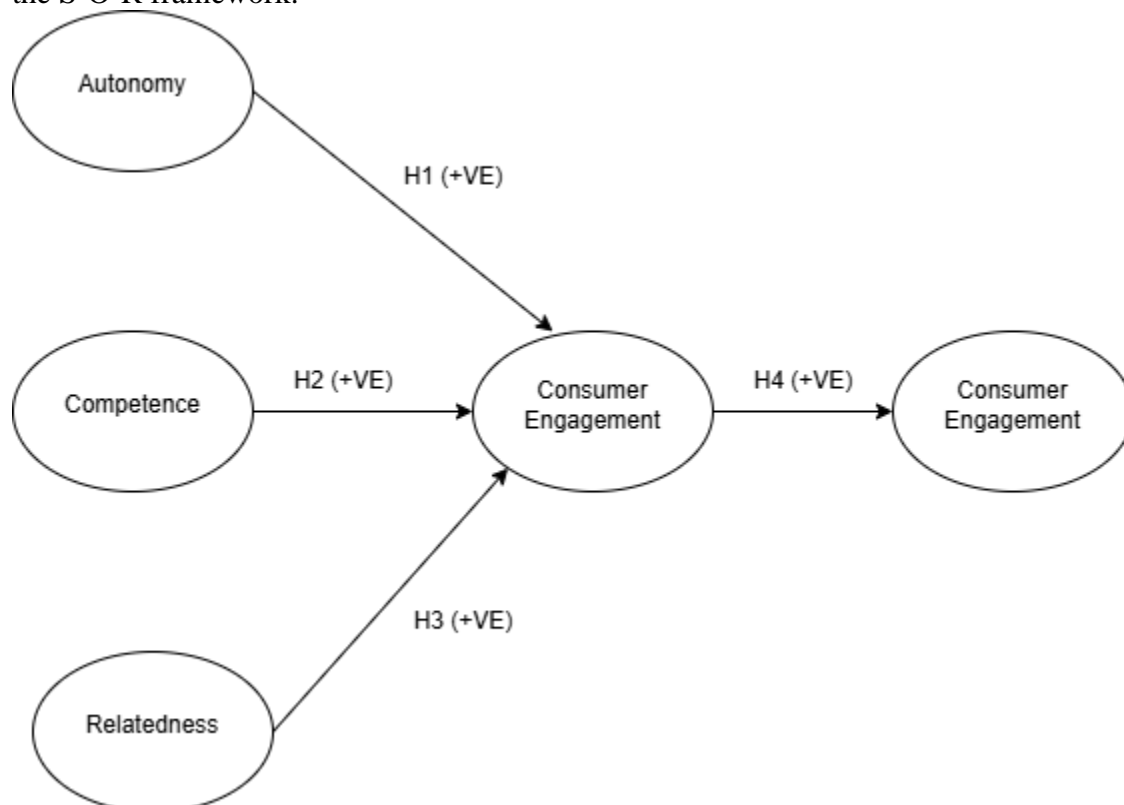 the S-O-R framework.
Autonomy
H1 (+VE)
Competence
H2 (+VE)
Consumer
Engagement
H4 (+VE)
Consumer
Engagement
H3 (+VE)
Relatedness